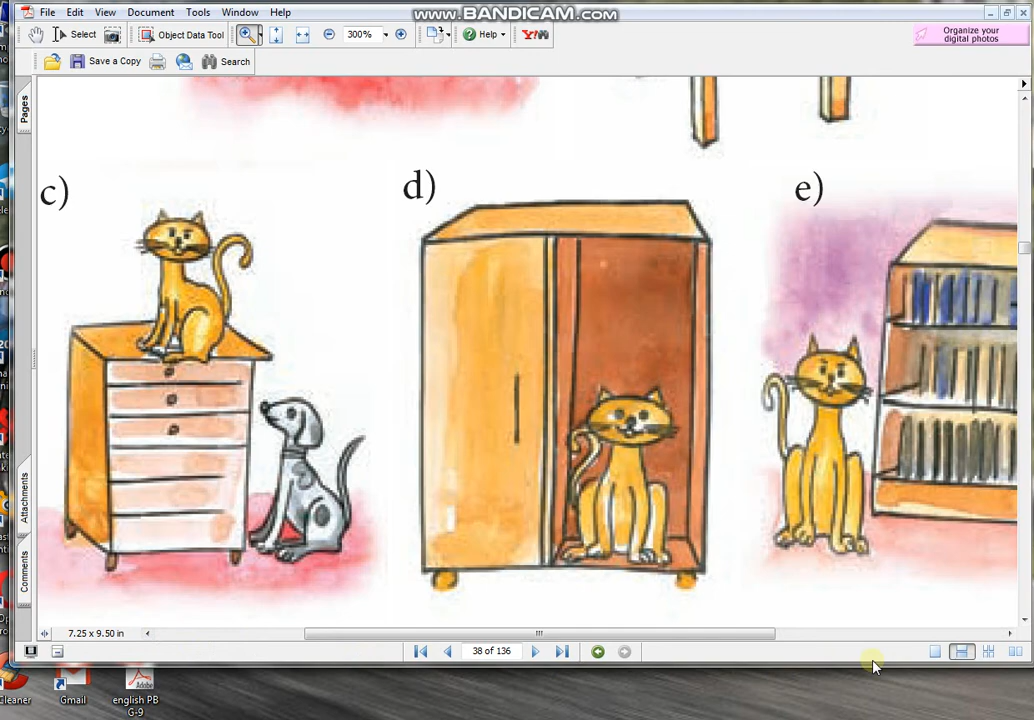 www.BANDICAM.com
File Edit View Document Tools Window Help
Select Object Data Tool 300% Help Y!
Organize your
digital photos
Save a Copy Search
Pages
c) d) e)
Attachments
Comments
7.25 x 9.50 in
38 of 136
Cleaner Gmail english PB
G-9
Adobe